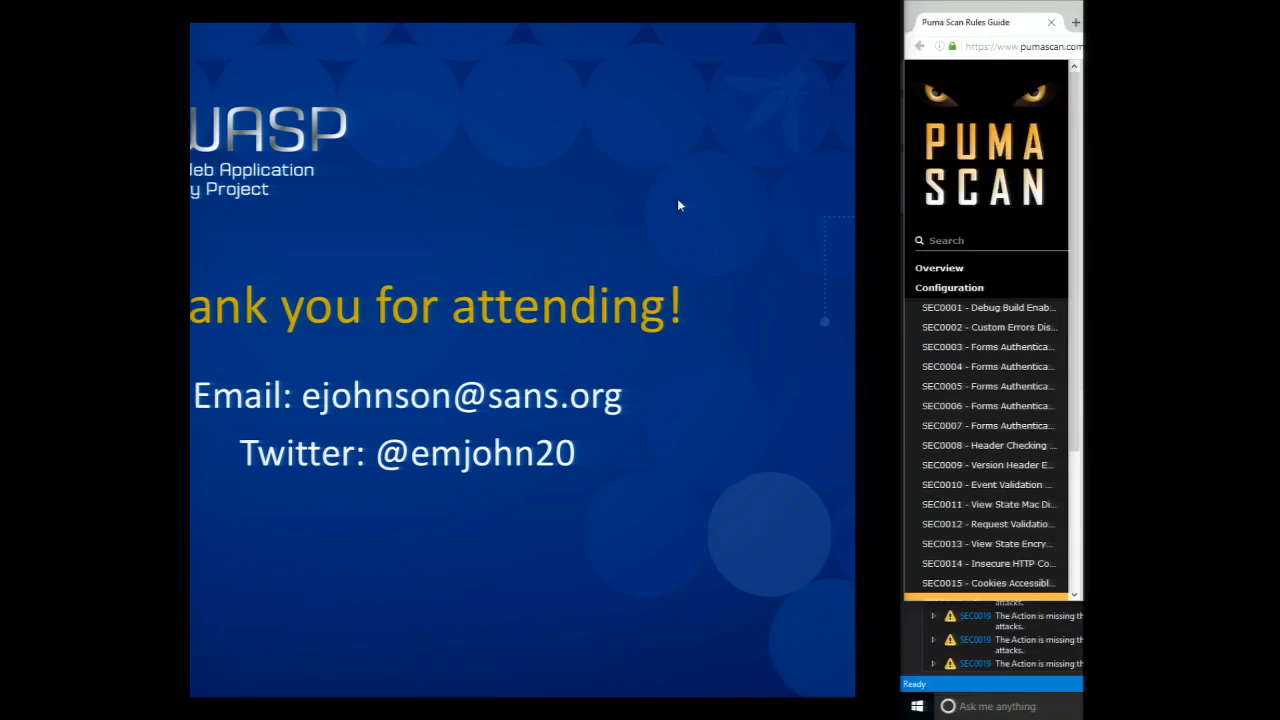 WASP
Web Application
y Project
ank you for attending!
Email: ejohnson@sans.org
Twitter: @emjohn20
Puma Scan Rules Guide
https://www.pumascan.com
PUMA
SCAN
Search
Overview
Configuration
SEC0001 - Debug Build Enab...
SEC0002 - Custom Errors Dis...
SEC0003 - Forms Authentica...
SEC0004 - Forms Authentica...
SEC0005 - Forms Authentica...
SEC0006 - Forms Authentica...
SEC0007 - Forms Authentica...
SEC0008 - Header Checking ...
SEC0009 - Version Header E...
SEC0010 - Event Validation ...
SEC0011 - View State Mac Di...
SEC0012 - Request Validatio...
SEC0013 - View State Encry...
SEC0014 - Insecure HTTP Co...
SEC0015 - Cookies Accessibl...
attacks.
SEC0019 The Action is missing th
attacks.
SEC0019 The Action is missing th
attacks.
SEC0019 The Action is missing th
Ready
Ask me anything